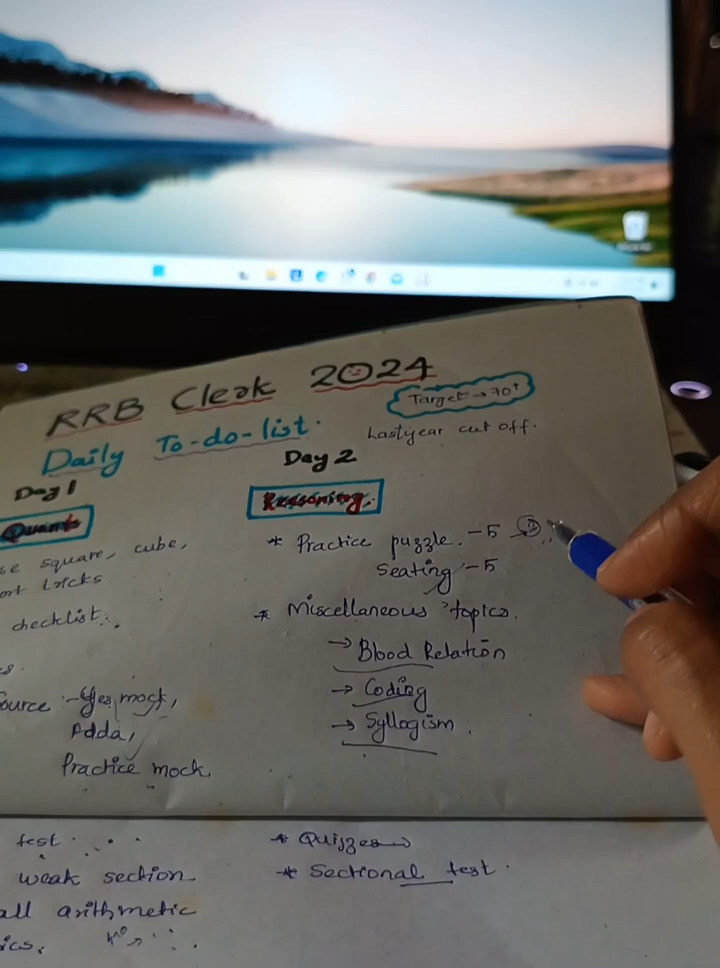 RRB Clerk 2024
Target → 70+
Daily To-do-list.
Last year cut off.
Day 1
Quants
se square, cube,
ort tricks
checklist.
es.
Source :- Yes mock,
Adda,
Practice mock
test
weak section
all arithmetic
ics.
Day 2
Reasoning
* Practice puzzle. - 5 →
Seating - 5
* Miscellaneous topics.
→ Blood Relation
→ Coding
→ Syllogism.
* Quizzes
* Sectional test.